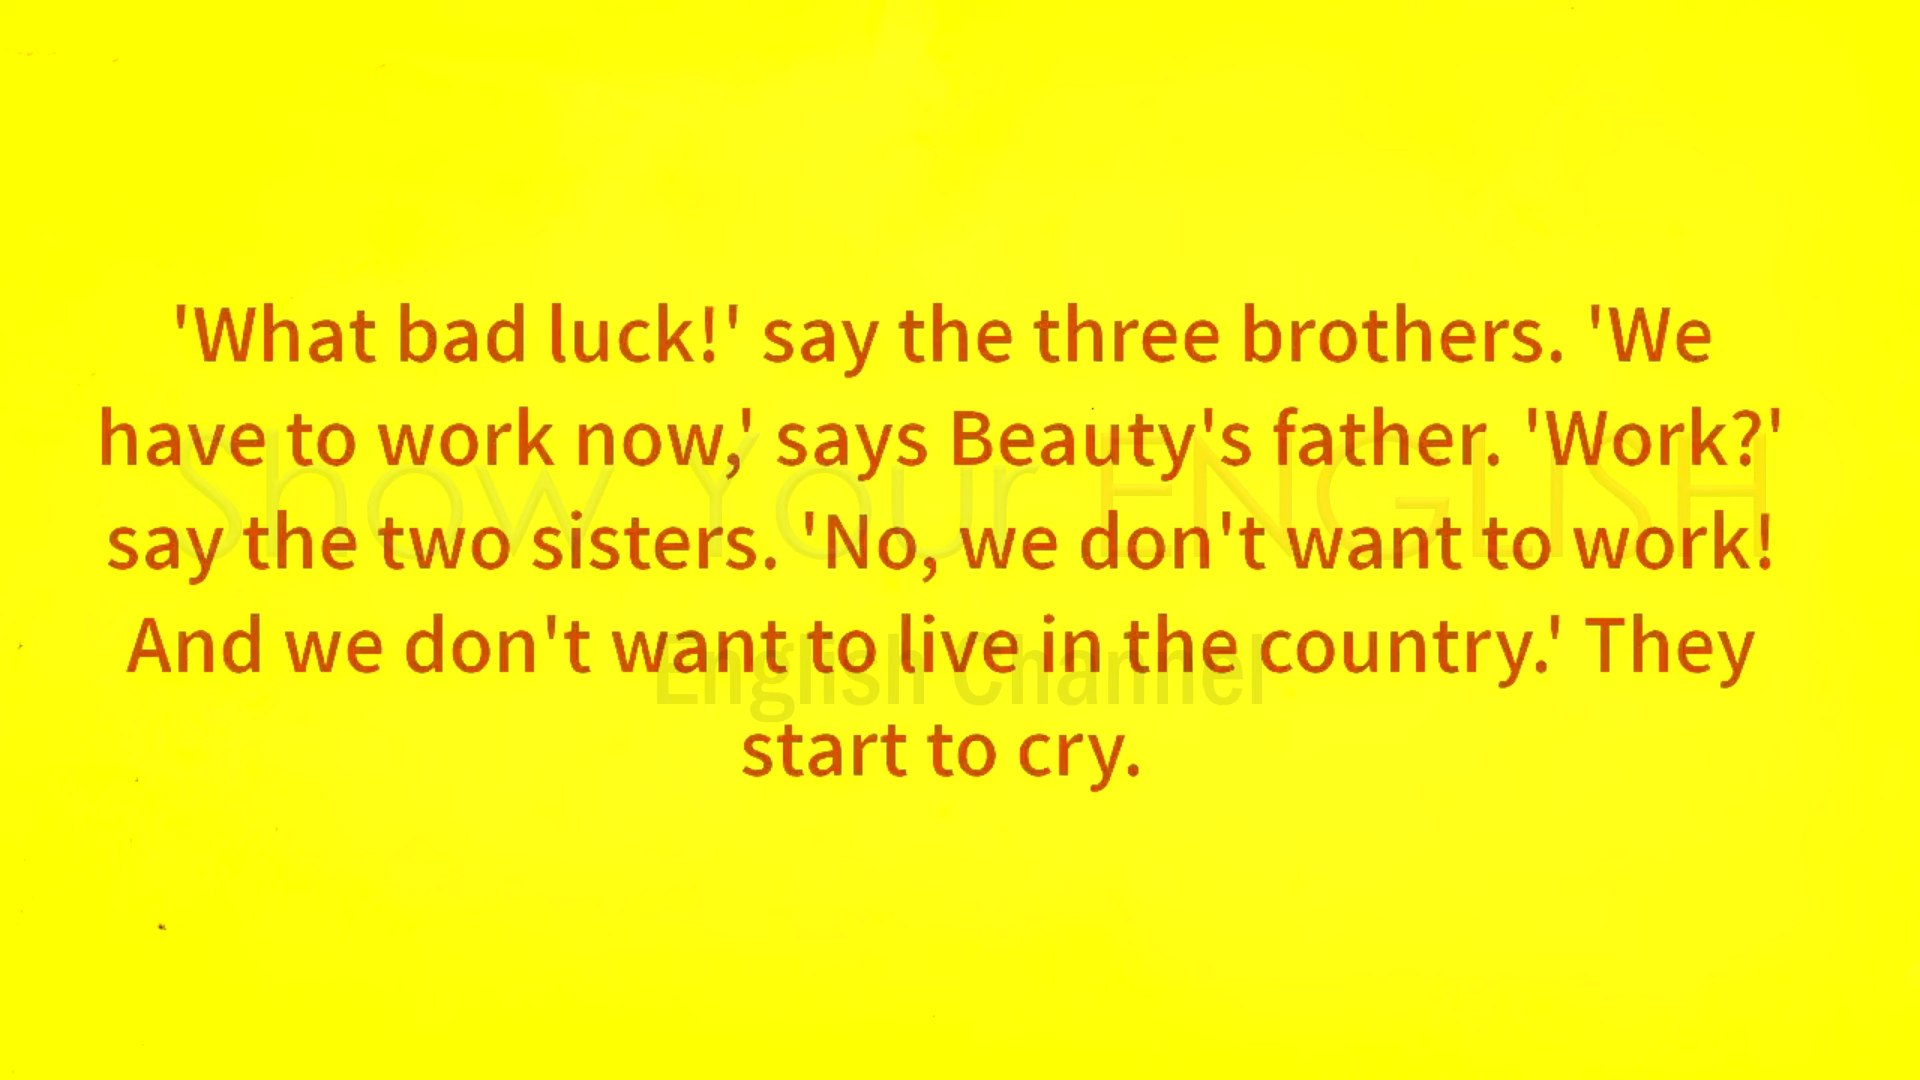 'What bad luck!' say the three brothers. 'We
have to work now,' says Beauty's father. 'Work?'
say the two sisters. 'No, we don't want to work!
And we don't want to live in the country.' They
start to cry.
Show Your ENGLISH
English Channel